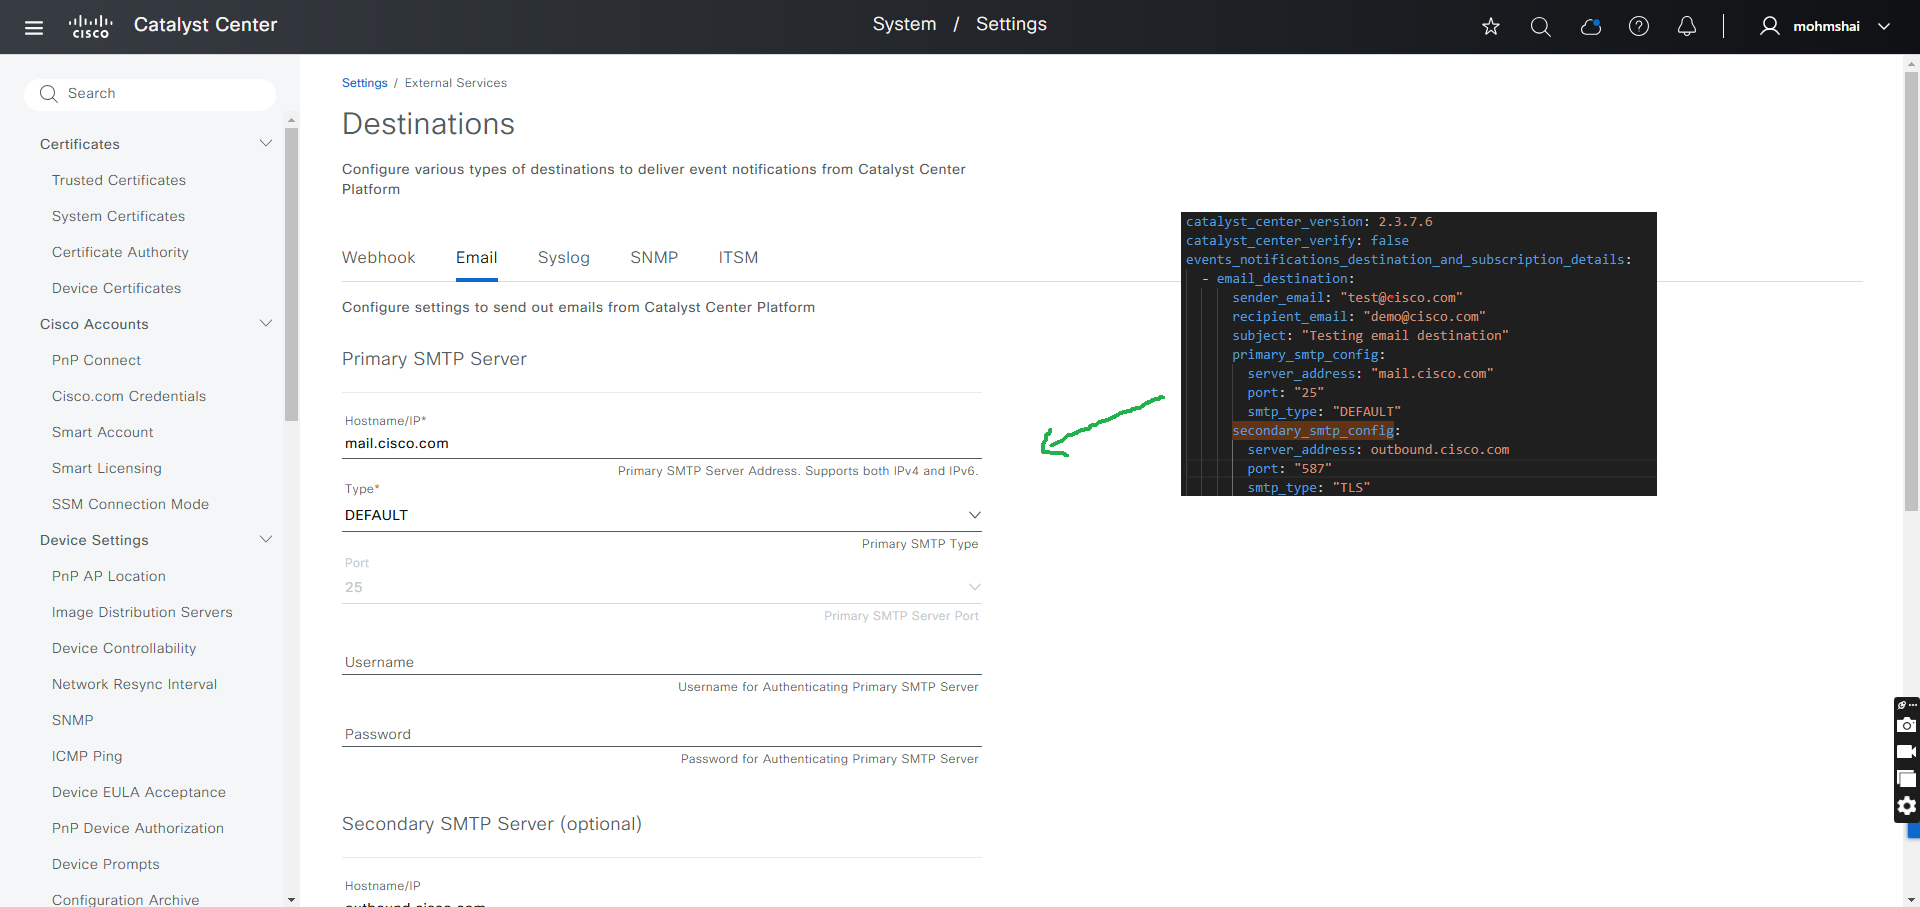 cisco
Catalyst Center
System / Settings
mohmshai
Search
Certificates
Trusted Certificates
System Certificates
Certificate Authority
Device Certificates
Cisco Accounts
PnP Connect
Cisco.com Credentials
Smart Account
Smart Licensing
SSM Connection Mode
Device Settings
PnP AP Location
Image Distribution Servers
Device Controllability
Network Resync Interval
SNMP
ICMP Ping
Device EULA Acceptance
PnP Device Authorization
Device Prompts
Configuration Archive
Settings / External Services
Destinations
Configure various types of destinations to deliver event notifications from Catalyst Center
Platform
Webhook Email Syslog SNMP ITSM
Configure settings to send out emails from Catalyst Center Platform
Primary SMTP Server
Hostname/IP*
mail.cisco.com
Primary SMTP Server Address. Supports both IPv4 and IPv6.
Type*
DEFAULT
Primary SMTP Type
Port
25
Primary SMTP Server Port
Username
Username for Authenticating Primary SMTP Server
Password
Password for Authenticating Primary SMTP Server
Secondary SMTP Server (optional)
Hostname/IP
outbound.cisco.com
catalyst_center_version: 2.3.7.6
catalyst_center_verify: false
events_notifications_destination_and_subscription_details:
- email_destination:
sender_email: "test@cisco.com"
recipient_email: "demo@cisco.com"
subject: "Testing email destination"
primary_smtp_config:
server_address: "mail.cisco.com"
port: "25"
smtp_type: "DEFAULT"
secondary_smtp_config:
server_address: outbound.cisco.com
port: "587"
smtp_type: "TLS"